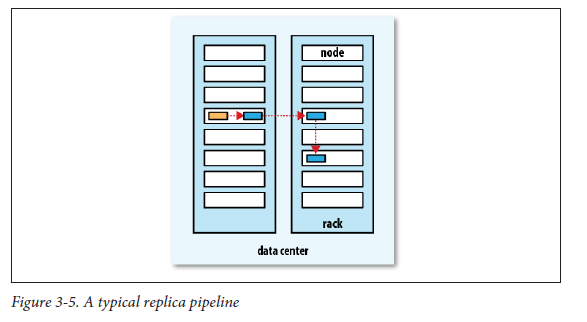 node
rack
data center
Figure 3-5. A typical replica pipeline